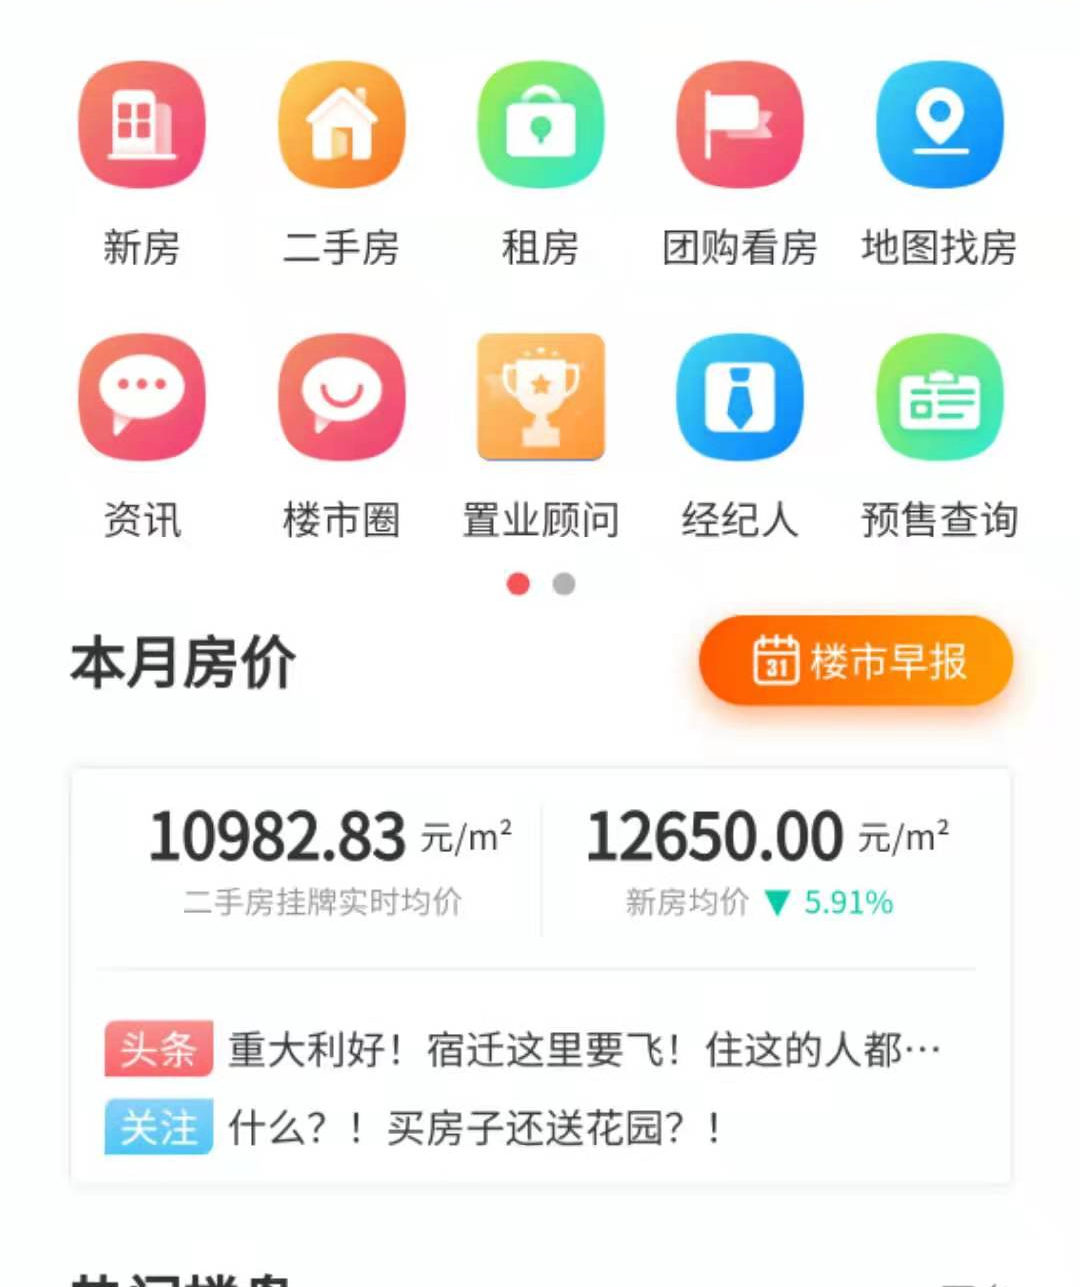 新房 二手房 租房 团购看房 地图找房
资讯 楼市圈 置业顾问 经纪人 预售查询
本月房价
31 楼市早报
10982.83 元/m² 12650.00 元/m²
二手房挂牌实时均价 新房均价 ▼ 5.91%
头条 重大利好！宿迁这里要飞！住这的人都…
关注 什么？！买房子还送花园？！